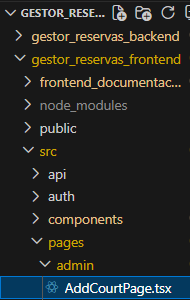 GESTOR_RESE...
gestor_reservas_backend
gestor_reservas_frontend
frontend_documentac...
node_modules
public
src
api
auth
components
pages
admin
AddCourtPage.tsx